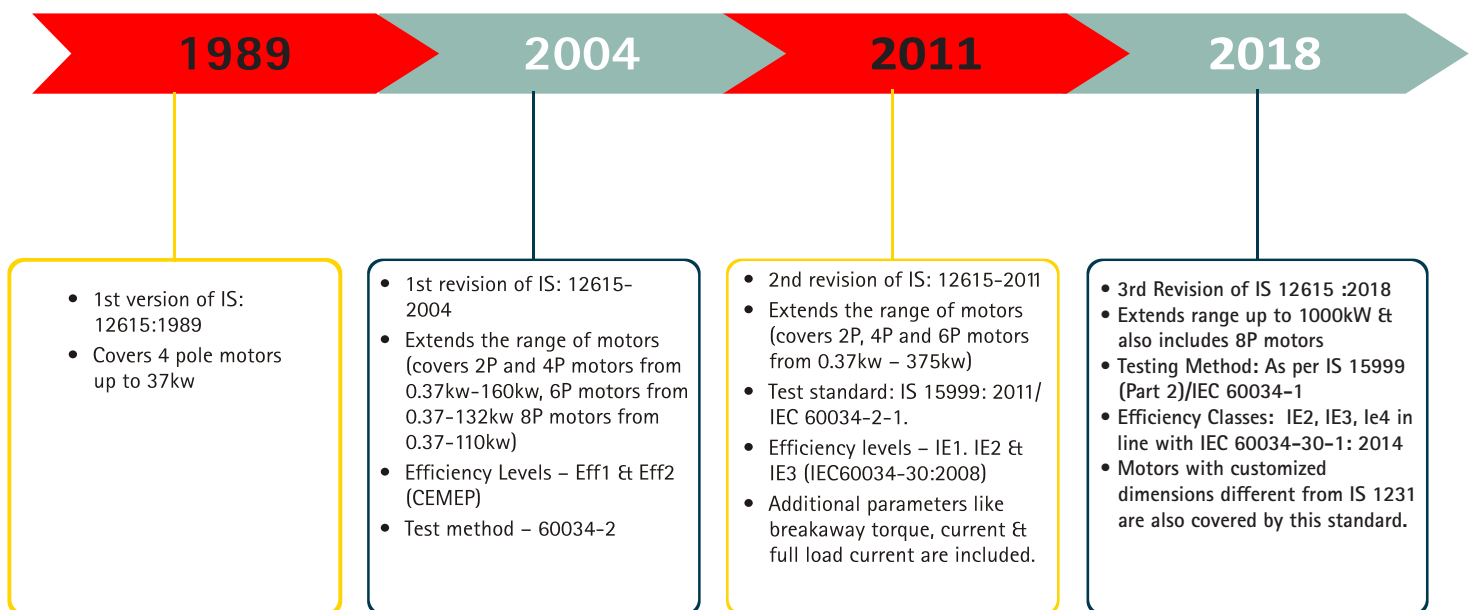 1989
2004
2011
2018
• 1st version of IS:
12615:1989
• Covers 4 pole motors
up to 37kw
• 1st revision of IS: 12615-
2004
• Extends the range of motors
(covers 2P and 4P motors from
0.37kw-160kw, 6P motors from
0.37-132kw 8P motors from
0.37-110kw)
• Efficiency Levels – Eff1 & Eff2
(CEMEP)
• Test method – 60034-2
• 2nd revision of IS: 12615-2011
• Extends the range of motors
(covers 2P, 4P and 6P motors
from 0.37kw – 375kw)
• Test standard: IS 15999: 2011/
IEC 60034-2-1.
• Efficiency levels – IE1. IE2 &
IE3 (IEC60034-30:2008)
• Additional parameters like
breakaway torque, current &
full load current are included.
• 3rd Revision of IS 12615 :2018
• Extends range up to 1000kW &
also includes 8P motors
• Testing Method: As per IS 15999
(Part 2)/IEC 60034-1
• Efficiency Classes: IE2, IE3, Ie4 in
line with IEC 60034-30-1: 2014
• Motors with customized
dimensions different from IS 1231
are also covered by this standard.